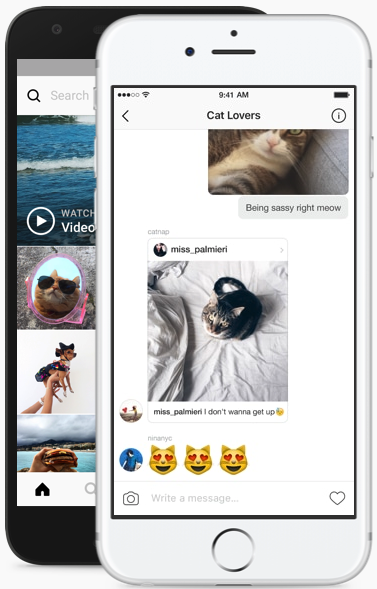 Search
WATCH
Video
9:41 AM
Cat Lovers
Being sassy right meow
catnap
miss_palmieri
miss_palmieri I don't wanna get up
ninanyc
Write a message...